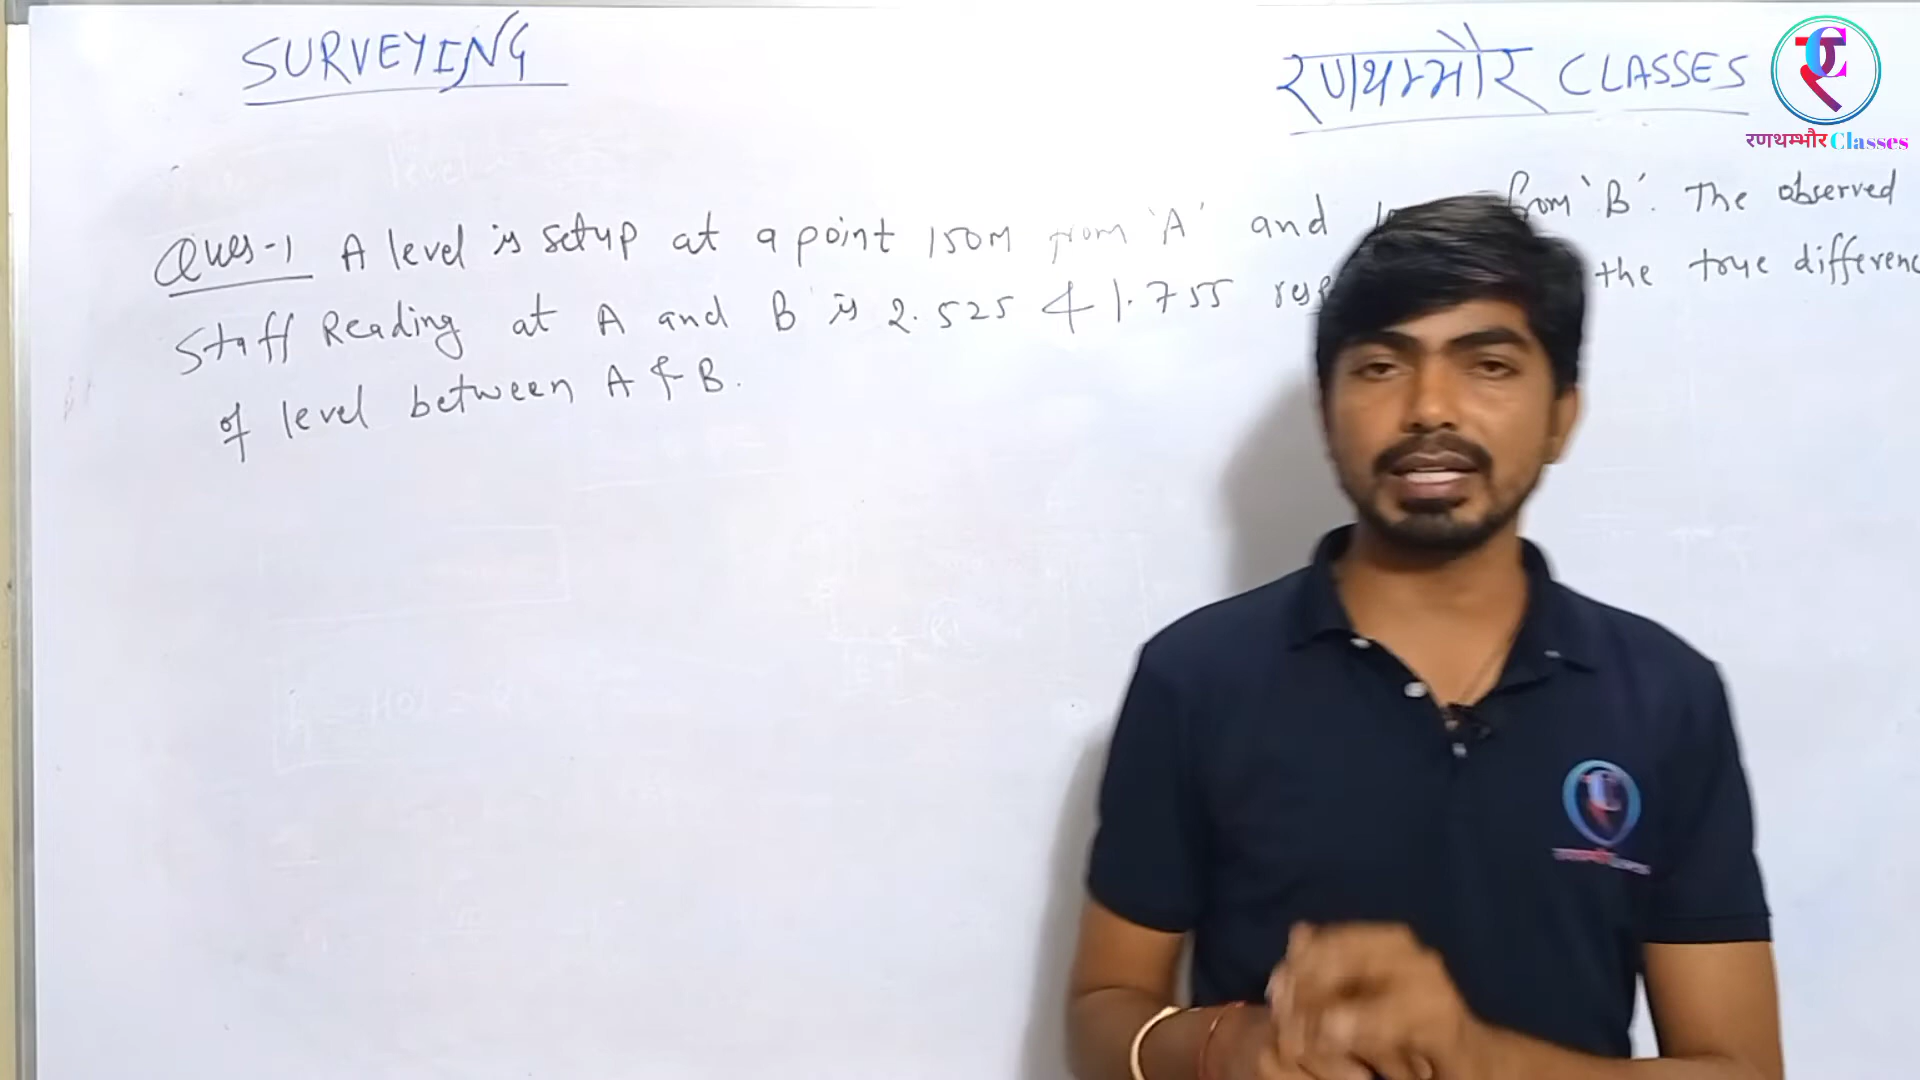 SURVEYING
रणथम्भौर CLASSES
रणथम्भौर Classes
Ques-1 A level is setup at a point 150M from 'A' and from 'B'. The observed
Staff Reading at A and B is 2.525 & 1.755 the true differenc
of level between A & B.